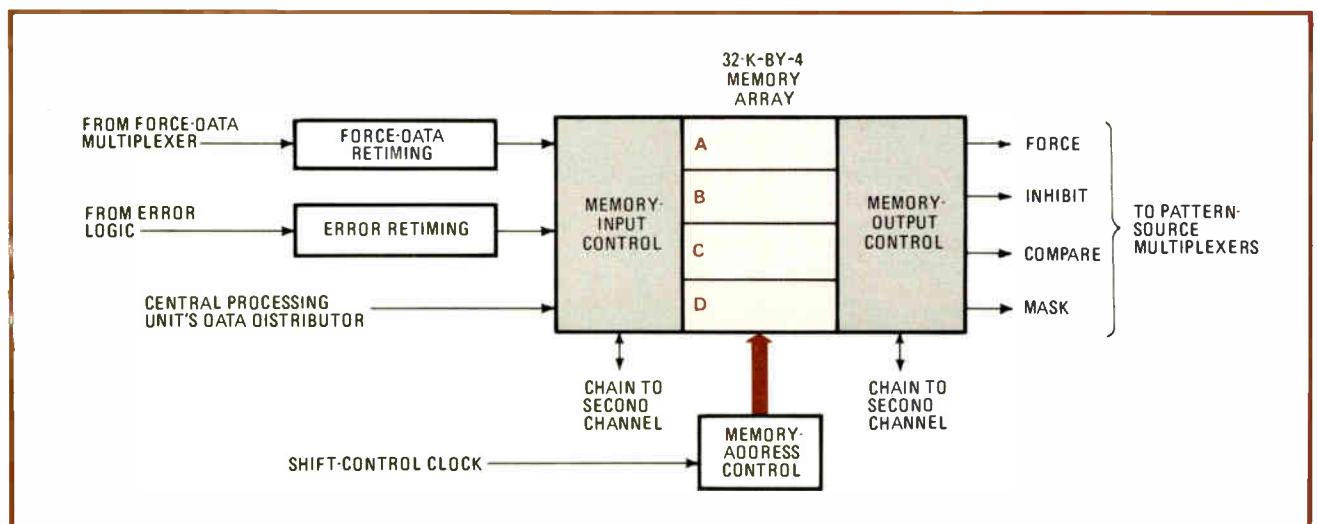 32-K-BY-4
MEMORY
ARRAY
FROM FORCE-DATA
MULTIPLEXER
FORCE-DATA
RETIMING
FROM ERROR
LOGIC
ERROR RETIMING
CENTRAL PROCESSING
UNIT'S DATA DISTRIBUTOR
MEMORY-
INPUT
CONTROL
A
B
C
D
MEMORY-
OUTPUT
CONTROL
FORCE
INHIBIT
COMPARE
MASK
TO PATTERN-
SOURCE
MULTIPLEXERS
CHAIN TO
SECOND
CHANNEL
CHAIN TO
SECOND
CHANNEL
SHIFT-CONTROL CLOCK
MEMORY-
ADDRESS
CONTROL